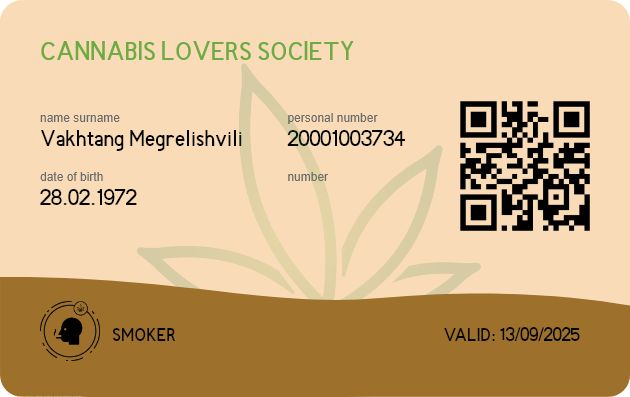 CANNABIS LOVERS SOCIETY
name surname
Vakhtang Megrelishvili
personal number
20001003734
date of birth
28.02.1972
number
SMOKER
VALID: 13/09/2025